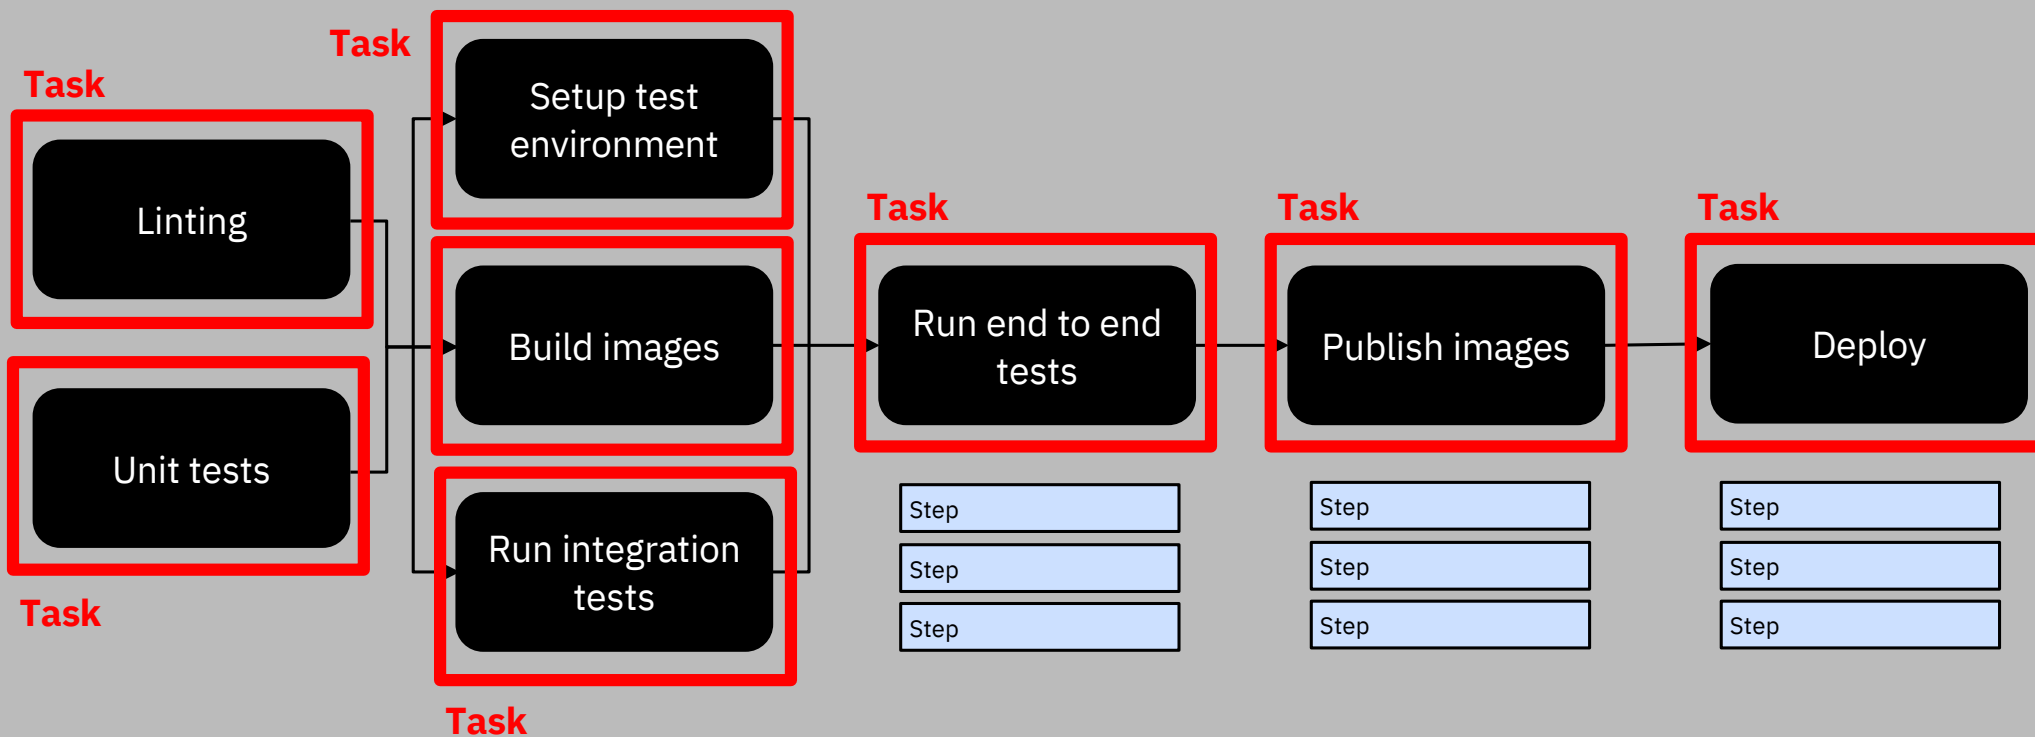 Task
Linting
Unit tests
Task
Task
Setup test
environment
Build images
Run integration
tests
Task
Task
Run end to end
tests
Step
Step
Step
Task
Publish images
Step
Step
Step
Task
Deploy
Step
Step
Step